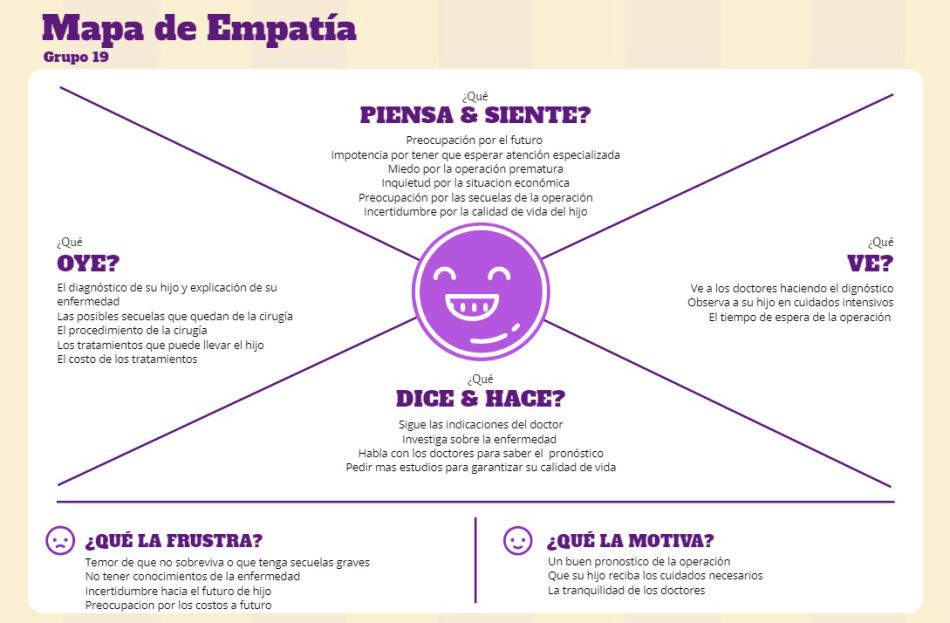 Mapa de Empatía
Grupo 19
¿Qué
PIENSA & SIENTE?
Preocupación por el futuro
Impotencia por tener que esperar atención especializada
Miedo por la operación prematura
Inquietud por la situacion económica
Preocupación por las secuelas de la operación
Incertidumbre por la calidad de vida del hijo
¿Qué
OYE?
El diagnóstico de su hijo y explicación de su
enfermedad
Las posibles secuelas que quedan de la cirugía
El procedimiento de la cirugía
Los tratamientos que puede llevar el hijo
El costo de los tratamientos
¿Qué
VE?
Ve a los doctores haciendo el dignóstico
Observa a su hijo en cuidados intensivos
El tiempo de espera de la operación
¿Qué
DICE & HACE?
Sigue las indicaciones del doctor
Investiga sobre la enfermedad
Habla con los doctores para saber el pronóstico
Pedir mas estudios para garantizar su calidad de vida
¿QUÉ LA FRUSTRA?
Temor de que no sobreviva o que tenga secuelas graves
No tener conocimientos de la enfermedad
Incertidumbre hacia el futuro de hijo
Preocupacion por los costos a futuro
¿QUÉ LA MOTIVA?
Un buen pronostico de la operación
Que su hijo reciba los cuidados necesarios
La tranquilidad de los doctores